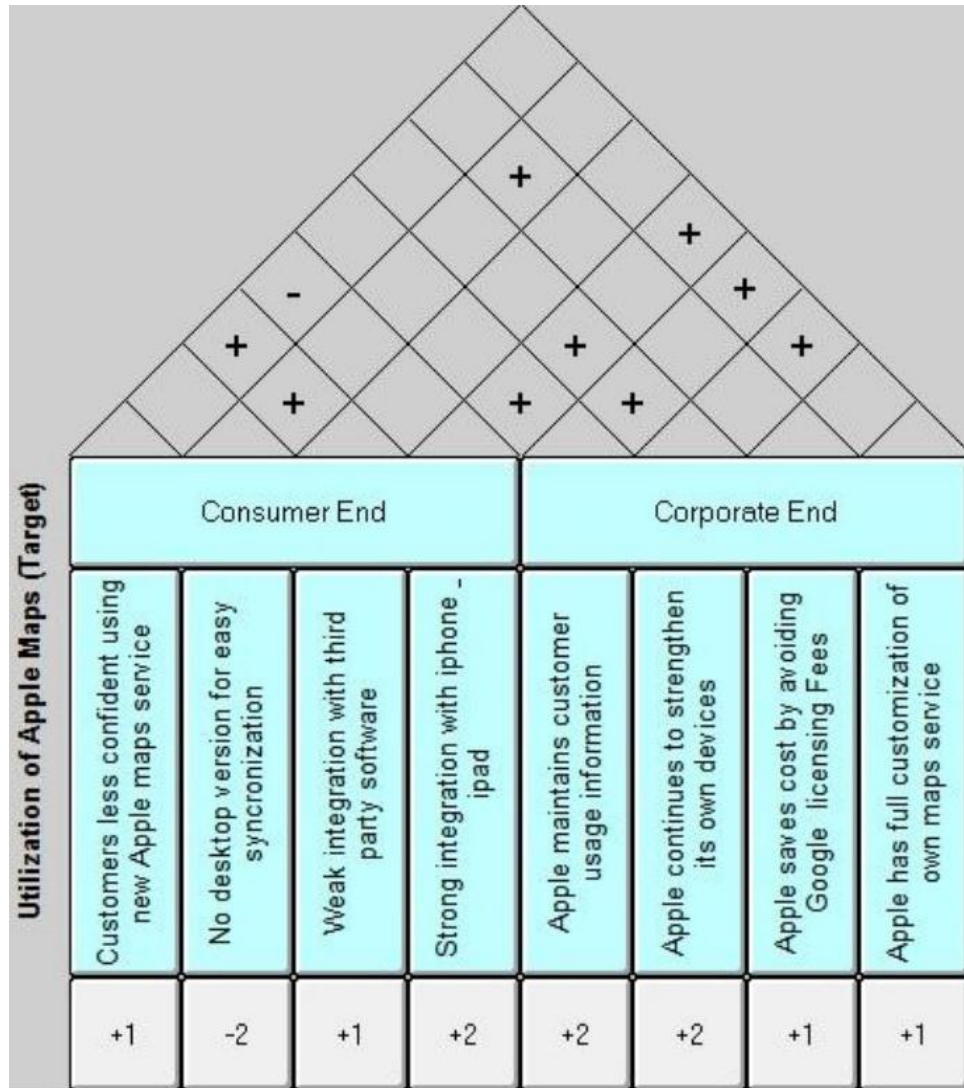 +
+
-
+
+
+
+
+
+
+
Utilization of Apple Maps (Target)
Consumer End
Corporate End
Customers less confident using
new Apple maps service
No desktop version for easy
syncronization
Weak integration with third
party software
Strong integration with iphone -
ipad
Apple maintains customer
usage information
Apple continues to strengthen
its own devices
Apple saves cost by avoiding
Google licensing Fees
Apple has full customization of
own maps service
+1
-2
+1
+2
+2
+2
+1
+1